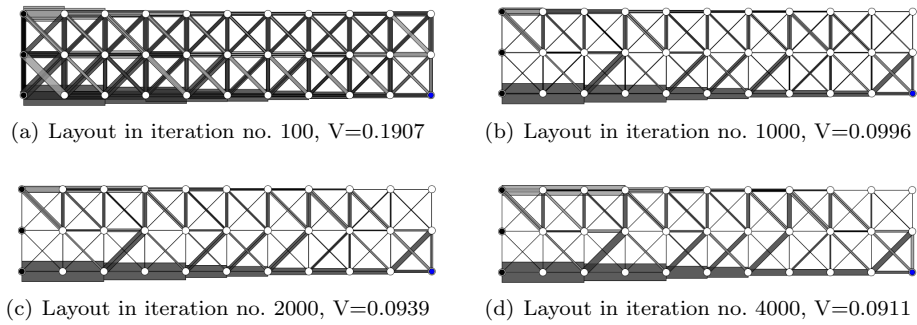 (a) Layout in iteration no. 100, V=0.1907
(b) Layout in iteration no. 1000, V=0.0996
(c) Layout in iteration no. 2000, V=0.0939
(d) Layout in iteration no. 4000, V=0.0911